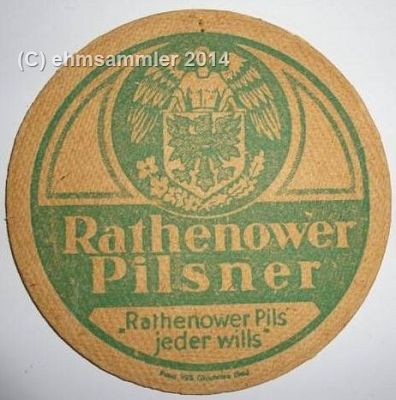 (C) ehmsammler 2014
Rathenower
Pilsner
"Rathenower Pils
jeder wills"